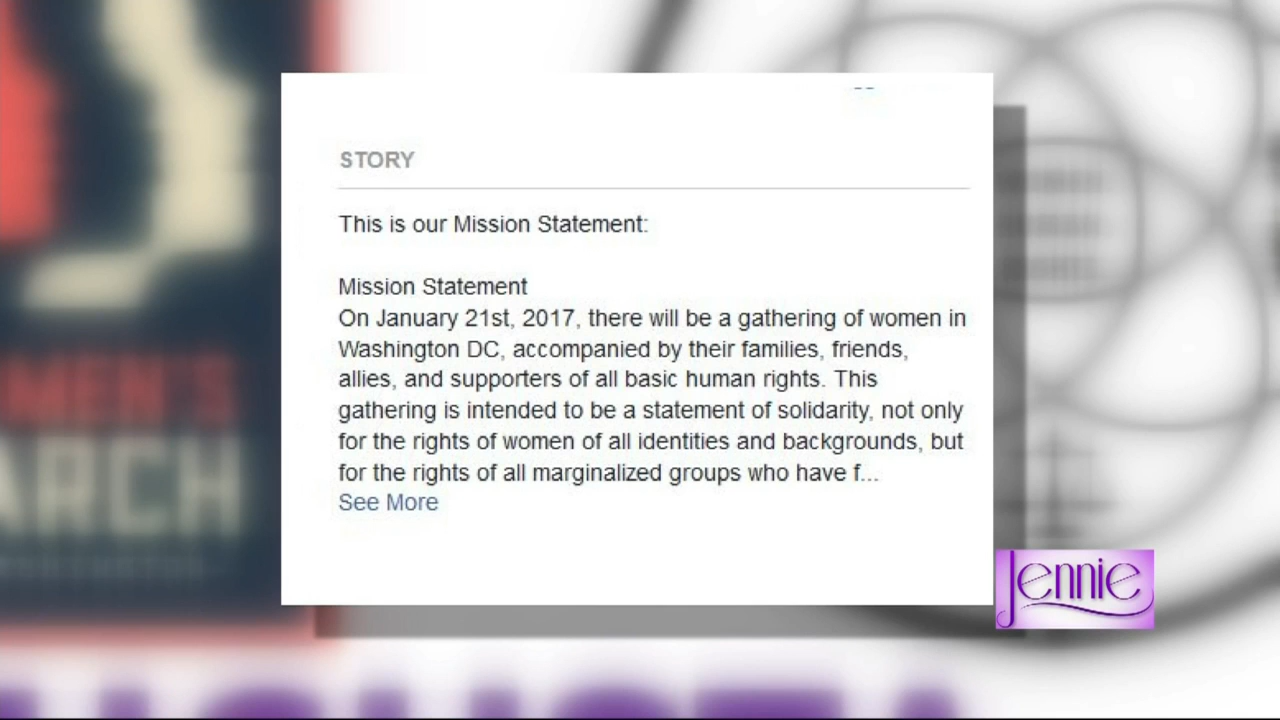 STORY
This is our Mission Statement:
Mission Statement
On January 21st, 2017, there will be a gathering of women in
Washington DC, accompanied by their families, friends,
allies, and supporters of all basic human rights. This
gathering is intended to be a statement of solidarity, not only
for the rights of women of all identities and backgrounds, but
for the rights of all marginalized groups who have f...
See More
Jennie
OMEN'S
ARCH